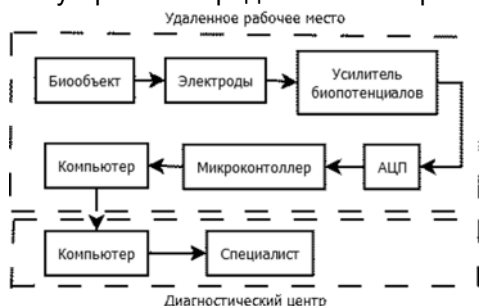 Удаленное рабочее место
Биообъект
Электроды
Усилитель
биопотенциалов
Компьютер
Микроконтоллер
АЦП
Компьютер
Специалист
Диагностический центр